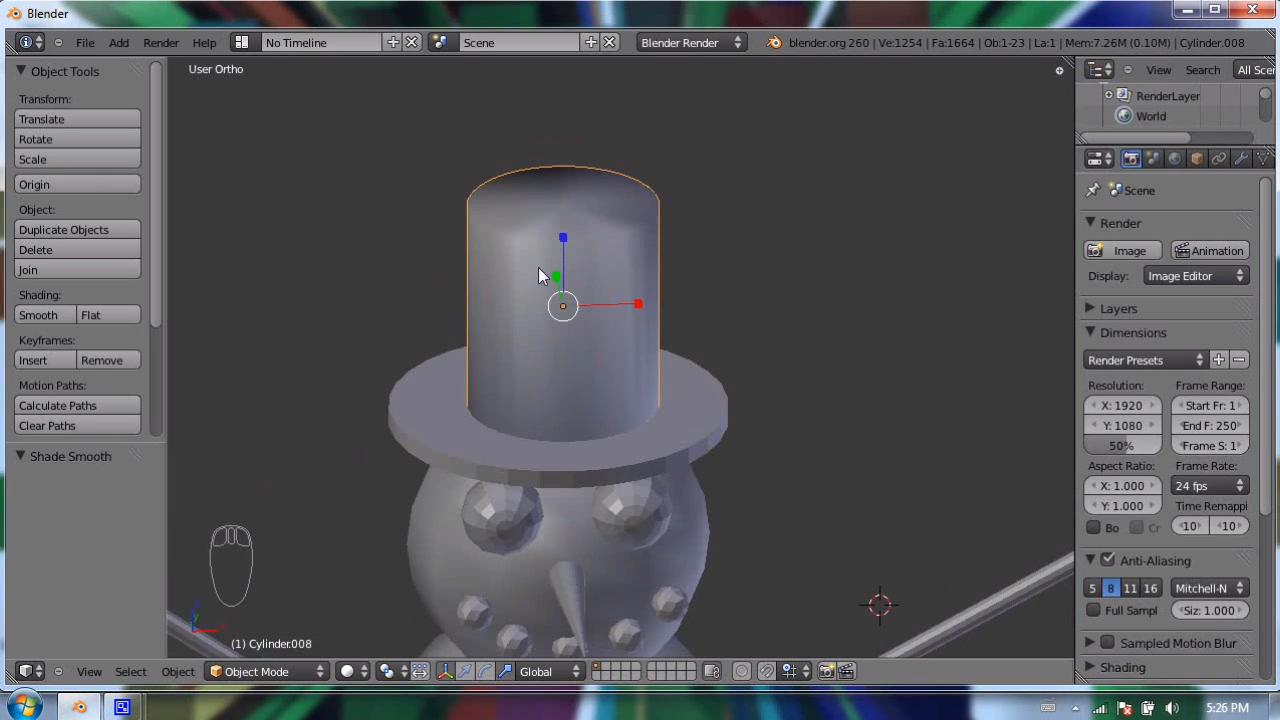 Blender
File Add Render Help No Timeline Scene Blender Render blender.org 260 | Ve:1254 | Fa:1664 | Ob:1-23 | La:1 | Mem:7.26M (0.10M) | Cylinder.008
Object Tools
Transform:
Translate
Rotate
Scale
Origin
Object:
Duplicate Objects
Delete
Join
Shading:
Smooth Flat
Keyframes:
Insert Remove
Motion Paths:
Calculate Paths
Clear Paths
Shade Smooth
User Ortho
(1) Cylinder.008
View Select Object Object Mode Global
View Search All Sce
RenderLayer
World
Scene
Render
Image Animation
Display: Image Editor
Layers
Dimensions
Render Presets
Resolution: Frame Range:
X: 1920 Start Fr: 1
Y: 1080 End F: 250
50% Frame S: 1
Aspect Ratio: Frame Rate:
X: 1.000 24 fps
Y: 1.000 Time Remappi
Bo Cr 10 10
Anti-Aliasing
5 8 11 16 Mitchell-N
Full Sampl Siz: 1.000
Sampled Motion Blur
Shading
5:26 PM